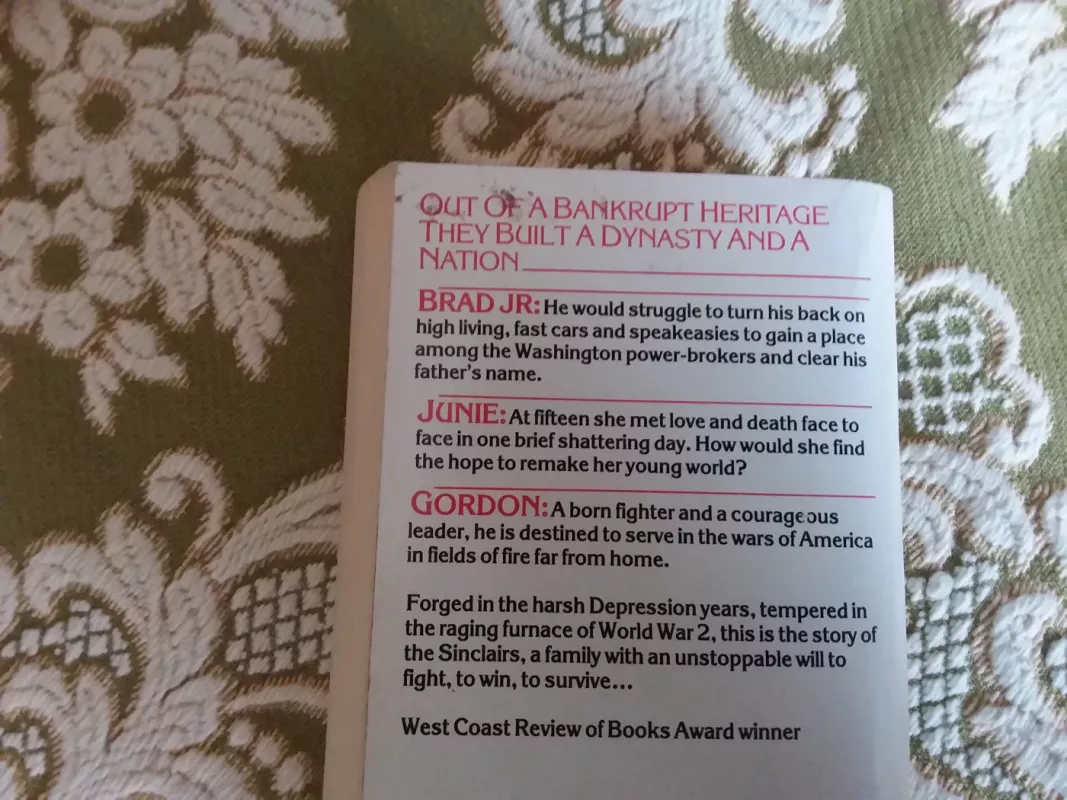 OUT OF A BANKRUPT HERITAGE
THEY BUILT A DYNASTY AND A
NATION
BRAD JR: He would struggle to turn his back on
high living, fast cars and speakeasies to gain a place
among the Washington power-brokers and clear his
father's name.
JUNIE: At fifteen she met love and death face to
face in one brief shattering day. How would she find
the hope to remake her young world?
GORDON: A born fighter and a courageous
leader, he is destined to serve in the wars of America
in fields of fire far from home.
Forged in the harsh Depression years, tempered in
the raging furnace of World War 2, this is the story of
the Sinclairs, a family with an unstoppable will to
fight, to win, to survive...
West Coast Review of Books Award winner